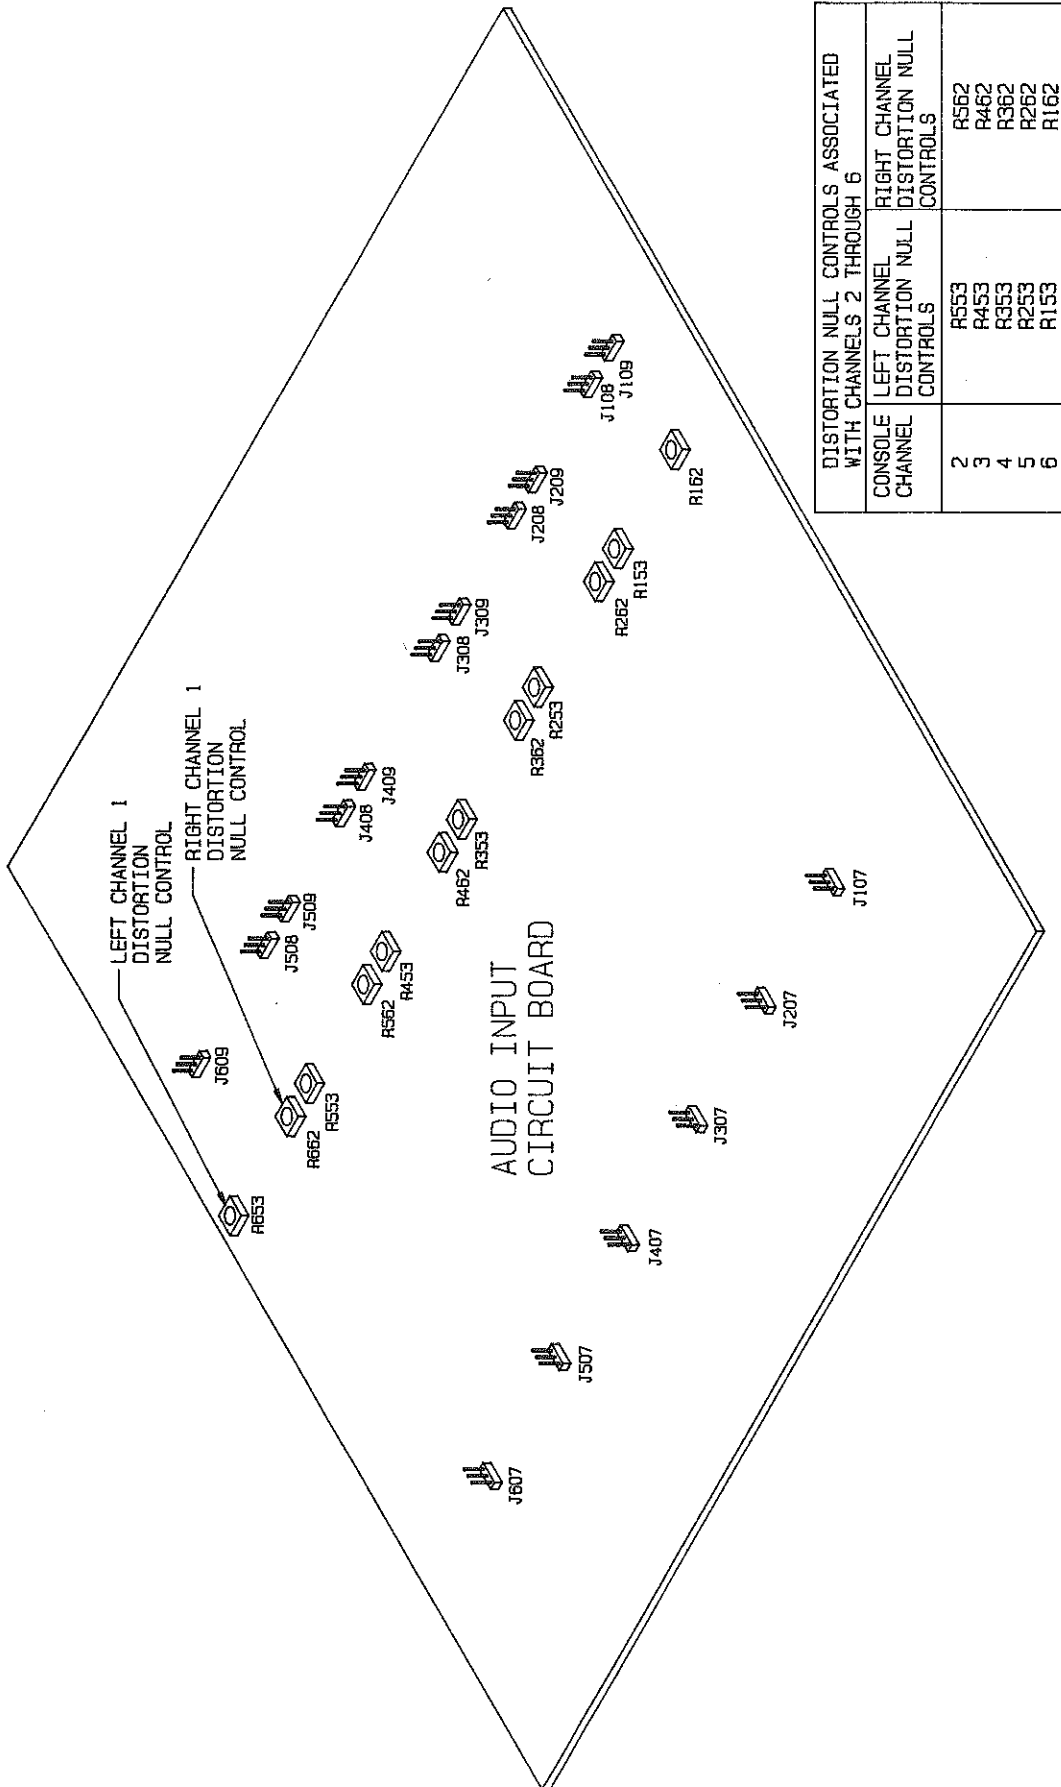 LEFT CHANNEL 1
DISTORTION
NULL CONTROL
RIGHT CHANNEL 1
DISTORTION
NULL CONTROL
R653
R662
R553
J609
J508
J509
R562
R453
J408
J409
R462
R353
J308
J309
R362
R253
J208
J209
R262
R153
J108
J109
R162
AUDIO INPUT
CIRCUIT BOARD
J607
J507
J407
J307
J207
J107
DISTORTION NULL CONTROLS ASSOCIATED
WITH CHANNELS 2 THROUGH 6
CONSOLE LEFT CHANNEL RIGHT CHANNEL
CHANNEL DISTORTION NULL DISTORTION NULL
CONTROLS CONTROLS
2 R553 R562
3 R453 R462
4 R353 R362
5 R253 R262
6 R153 R162